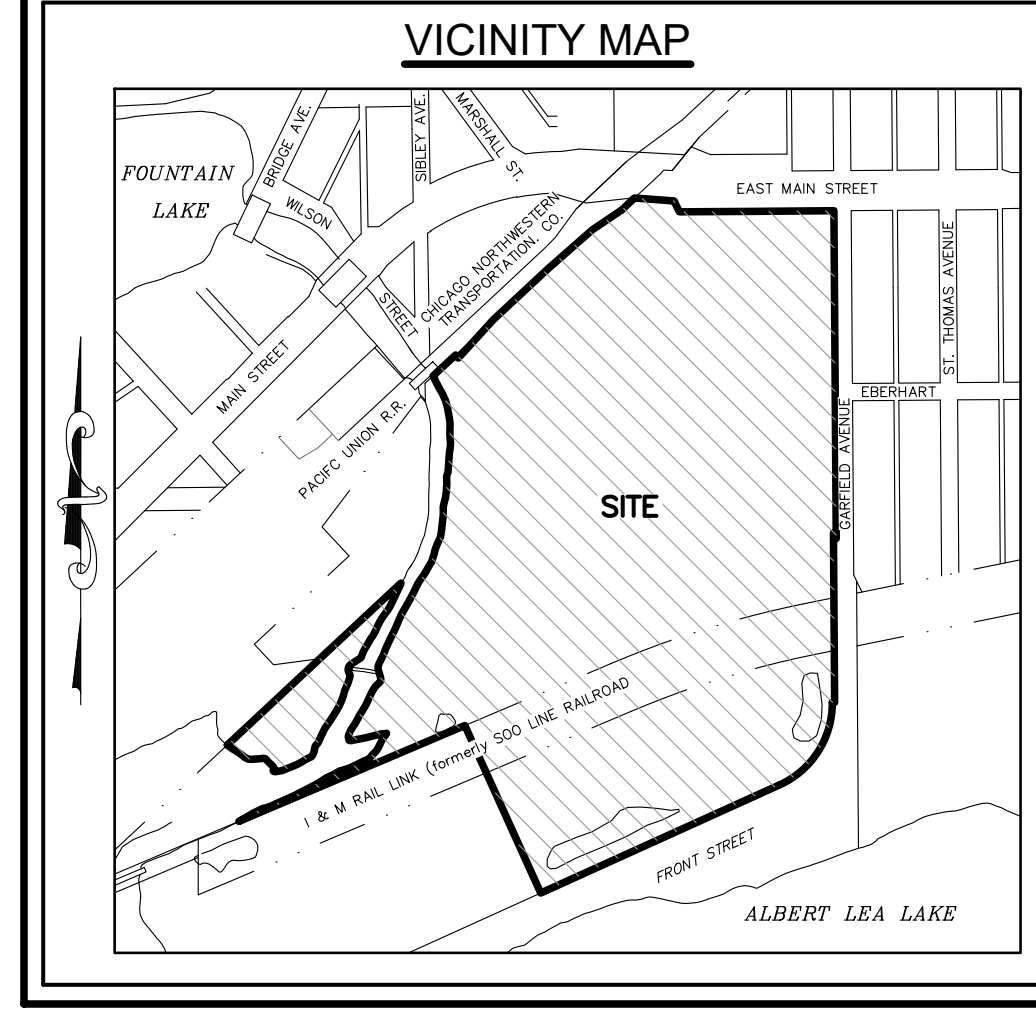 VICINITY MAP
FOUNTAIN
LAKE
BRIDGE AVE.
SIBLEY AVE.
MARSHALL ST.
WILSON
STREET
EAST MAIN STREET
CHICAGO NORTHWESTERN
TRANSPORTATION. CO.
ST. THOMAS AVENUE
MAIN STREET
EBERHART
GARFIELD AVENUE
PACIFC UNION R.R.
SITE
I & M RAIL LINK (formerly SOO LINE RAILROAD
FRONT STREET
ALBERT LEA LAKE